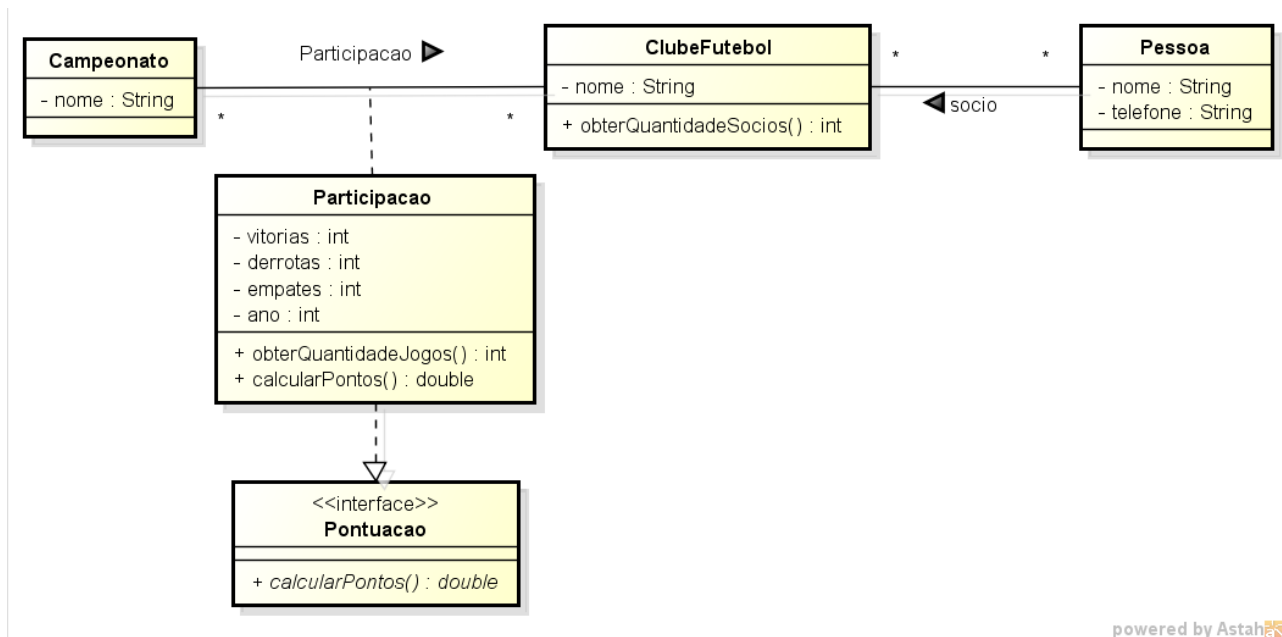 Campeonato
- nome : String
*
Participacao
*
ClubeFutebol
- nome : String
+ obterQuantidadeSocios() : int
*
*
socio
Pessoa
- nome : String
- telefone : String
Participacao
- vitorias : int
- derrotas : int
- empates : int
- ano : int
+ obterQuantidadeJogos() : int
+ calcularPontos() : double
<<interface>>
Pontuacao
+ calcularPontos() : double
powered by Astah